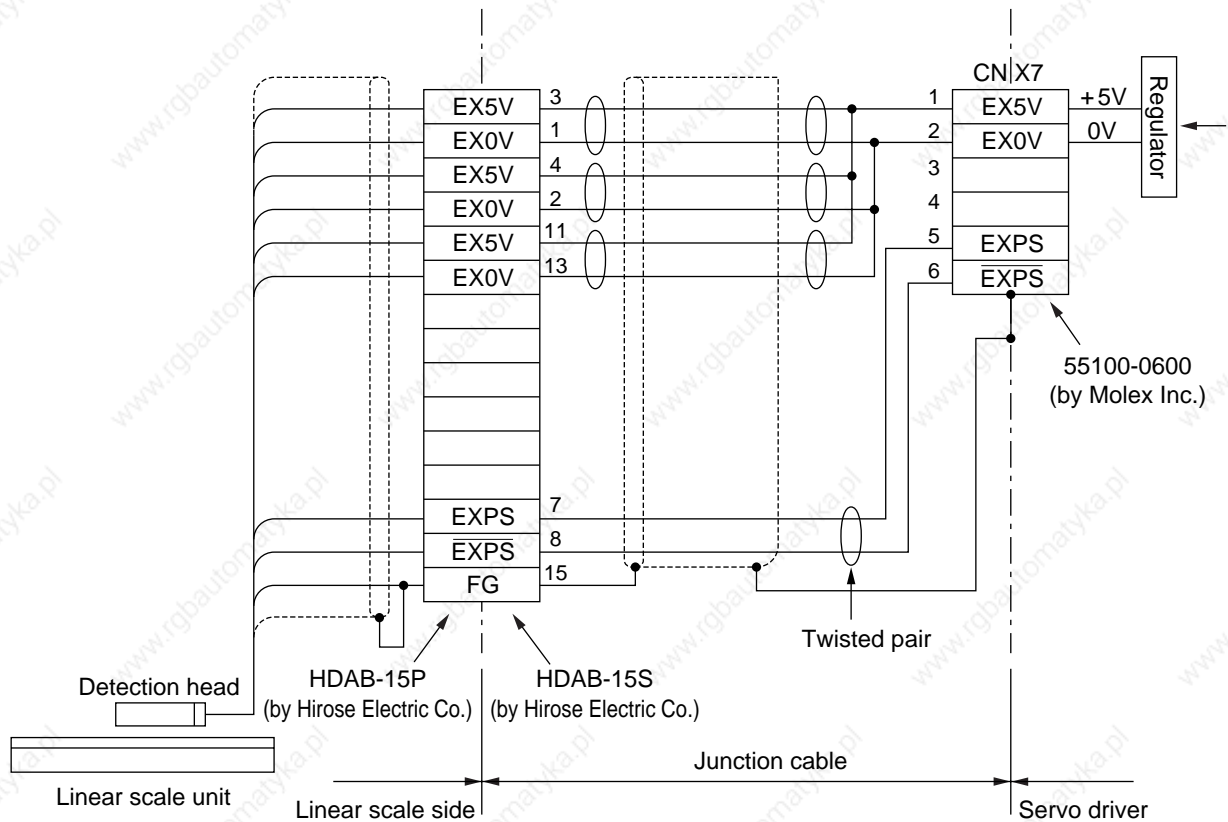 CN X7
EX5V 3
EX0V 1
EX5V 4
EX0V 2
EX5V 11
EX0V 13
EXPS 7
EXPS 8
FG 15
1 EX5V +5V
2 EX0V 0V
3
4
5 EXPS
6 EXPS
Regulator
55100-0600
(by Molex Inc.)
Twisted pair
HDAB-15P
(by Hirose Electric Co.)
HDAB-15S
(by Hirose Electric Co.)
Detection head
Linear scale unit
Linear scale side
Junction cable
Servo driver
www.rgbautomatyka.pl